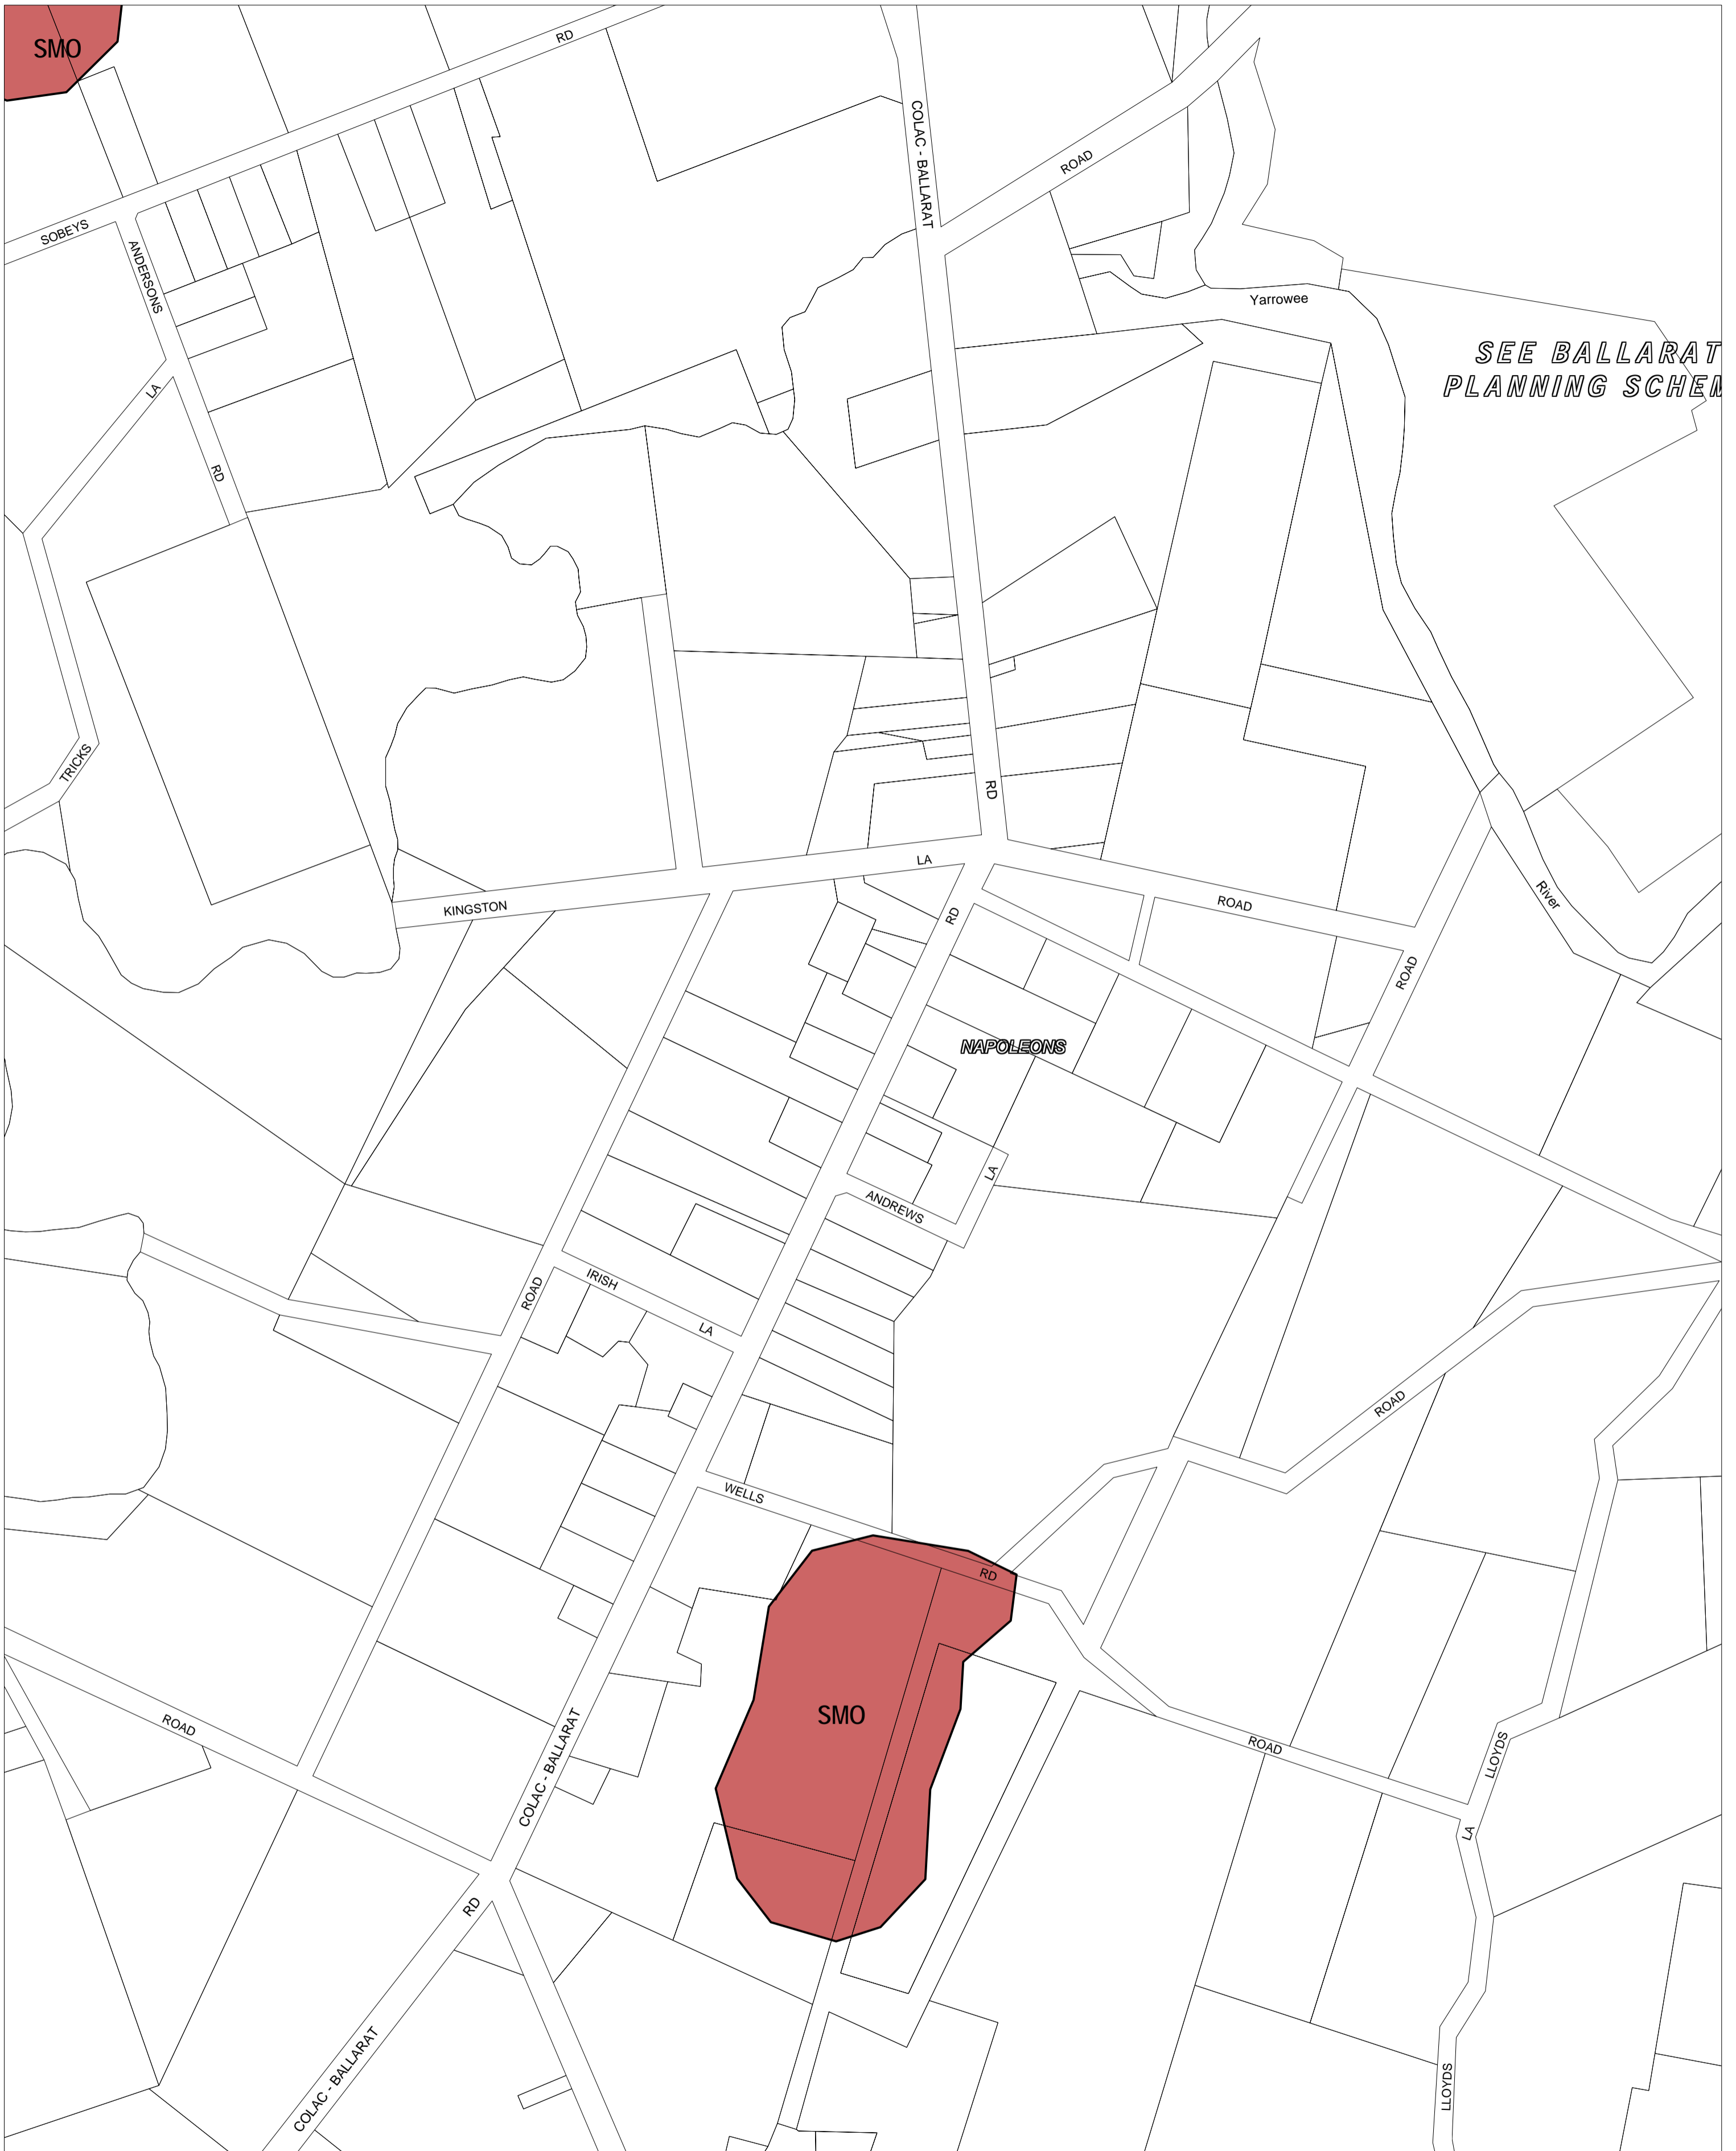 SMO
RD
COLAC - BALLARAT
ROAD
SOBEYS
ANDERSONS
Yarrowee
SEE BALLARAT
PLANNING SCHEM
LA
RD
TRICKS
RD
LA
KINGSTON
RD
ROAD
River
ROAD
NAPOLEONS
LA
ANDREWS
IRISH
ROAD
LA
ROAD
WELLS
RD
SMO
ROAD
COLAC - BALLARAT
ROAD
LLOYDS
LA
RD
COLAC - BALLARAT
LLOYDS